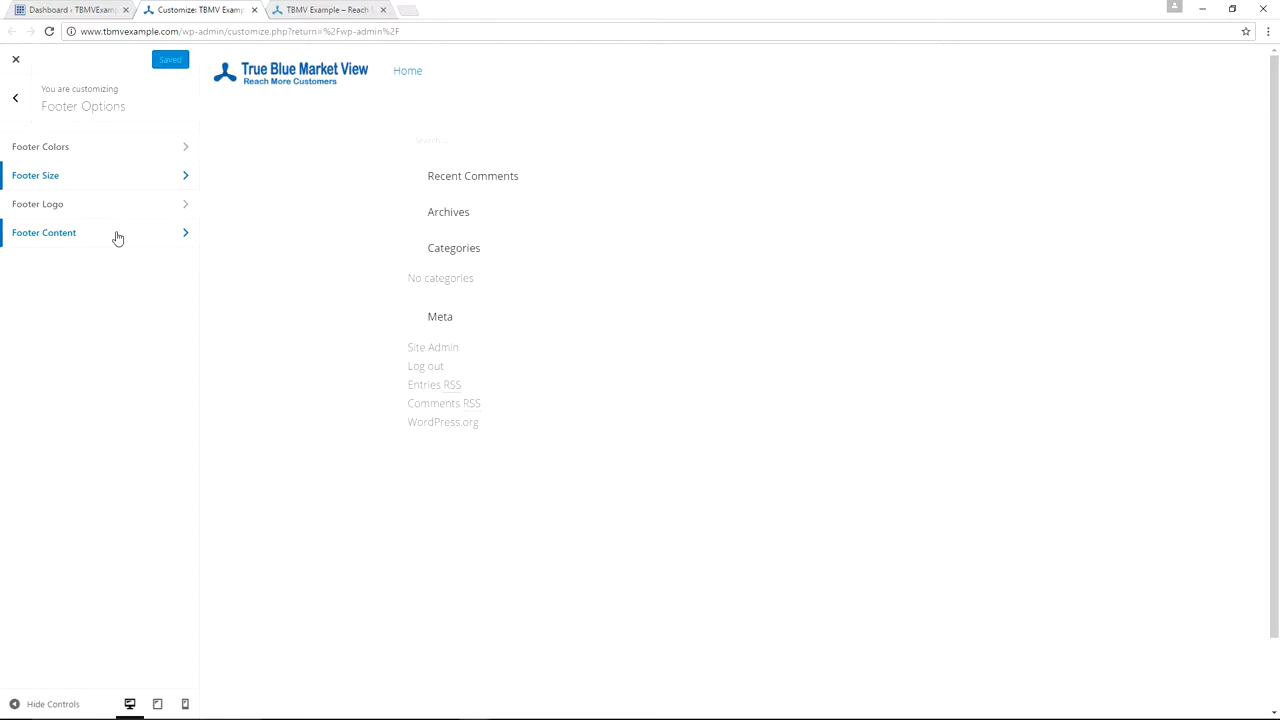 Dashboard ‹ TBMVExamp
Customize: TBMV Examp
TBMV Example – Reach
www.tbmvexample.com/wp-admin/customize.php?return=%2Fwp-admin%2F
Saved
You are customizing
Footer Options
Footer Colors
Footer Size
Footer Logo
Footer Content
Hide Controls
True Blue Market View
Reach More Customers
Home
Search...
Recent Comments
Archives
Categories
No categories
Meta
Site Admin
Log out
Entries RSS
Comments RSS
WordPress.org